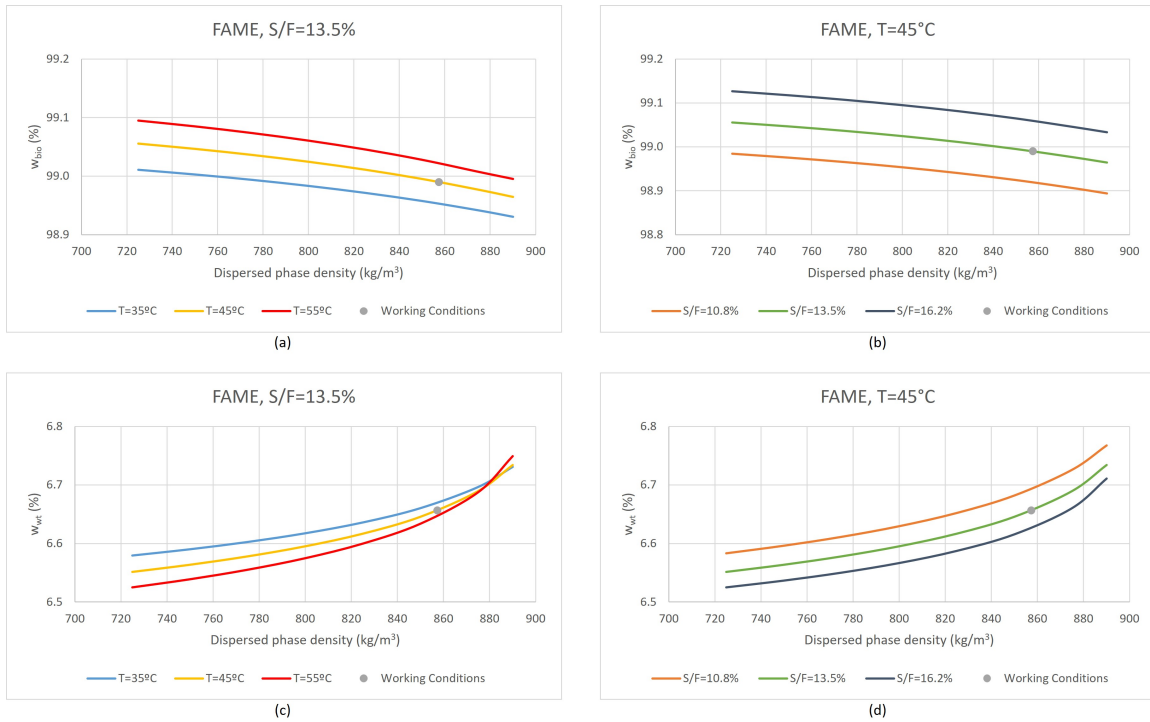 FAME, S/F=13.5%
99.2
99.1
99.0
98.9
98.8
w_bio (%)
700 720 740 760 780 800 820 840 860 880 900
Dispersed phase density (kg/m³)
T=35ºC T=45ºC T=55ºC Working Conditions
(a)
FAME, T=45°C
99.2
99.1
99.0
98.9
98.8
w_bio (%)
700 720 740 760 780 800 820 840 860 880 900
Dispersed phase density (kg/m³)
S/F=10.8% S/F=13.5% S/F=16.2% Working Conditions
(b)
FAME, S/F=13.5%
6.8
6.7
6.6
6.5
w_wt (%)
700 720 740 760 780 800 820 840 860 880 900
Dispersed phase density (kg/m³)
T=35ºC T=45ºC T=55ºC Working Conditions
(c)
FAME, T=45°C
6.8
6.7
6.6
6.5
w_wt (%)
700 720 740 760 780 800 820 840 860 880 900
Dispersed phase density (kg/m³)
S/F=10.8% S/F=13.5% S/F=16.2% Working Conditions
(d)